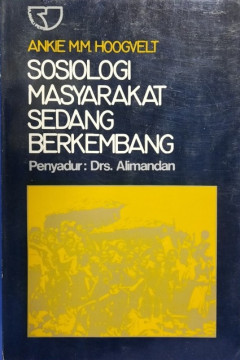 ANKIE M.M. HOOGVELT
SOSIOLOGI
MASYARAKAT
SEDANG
BERKEMBANG
Penyadur: Drs. Alimandan